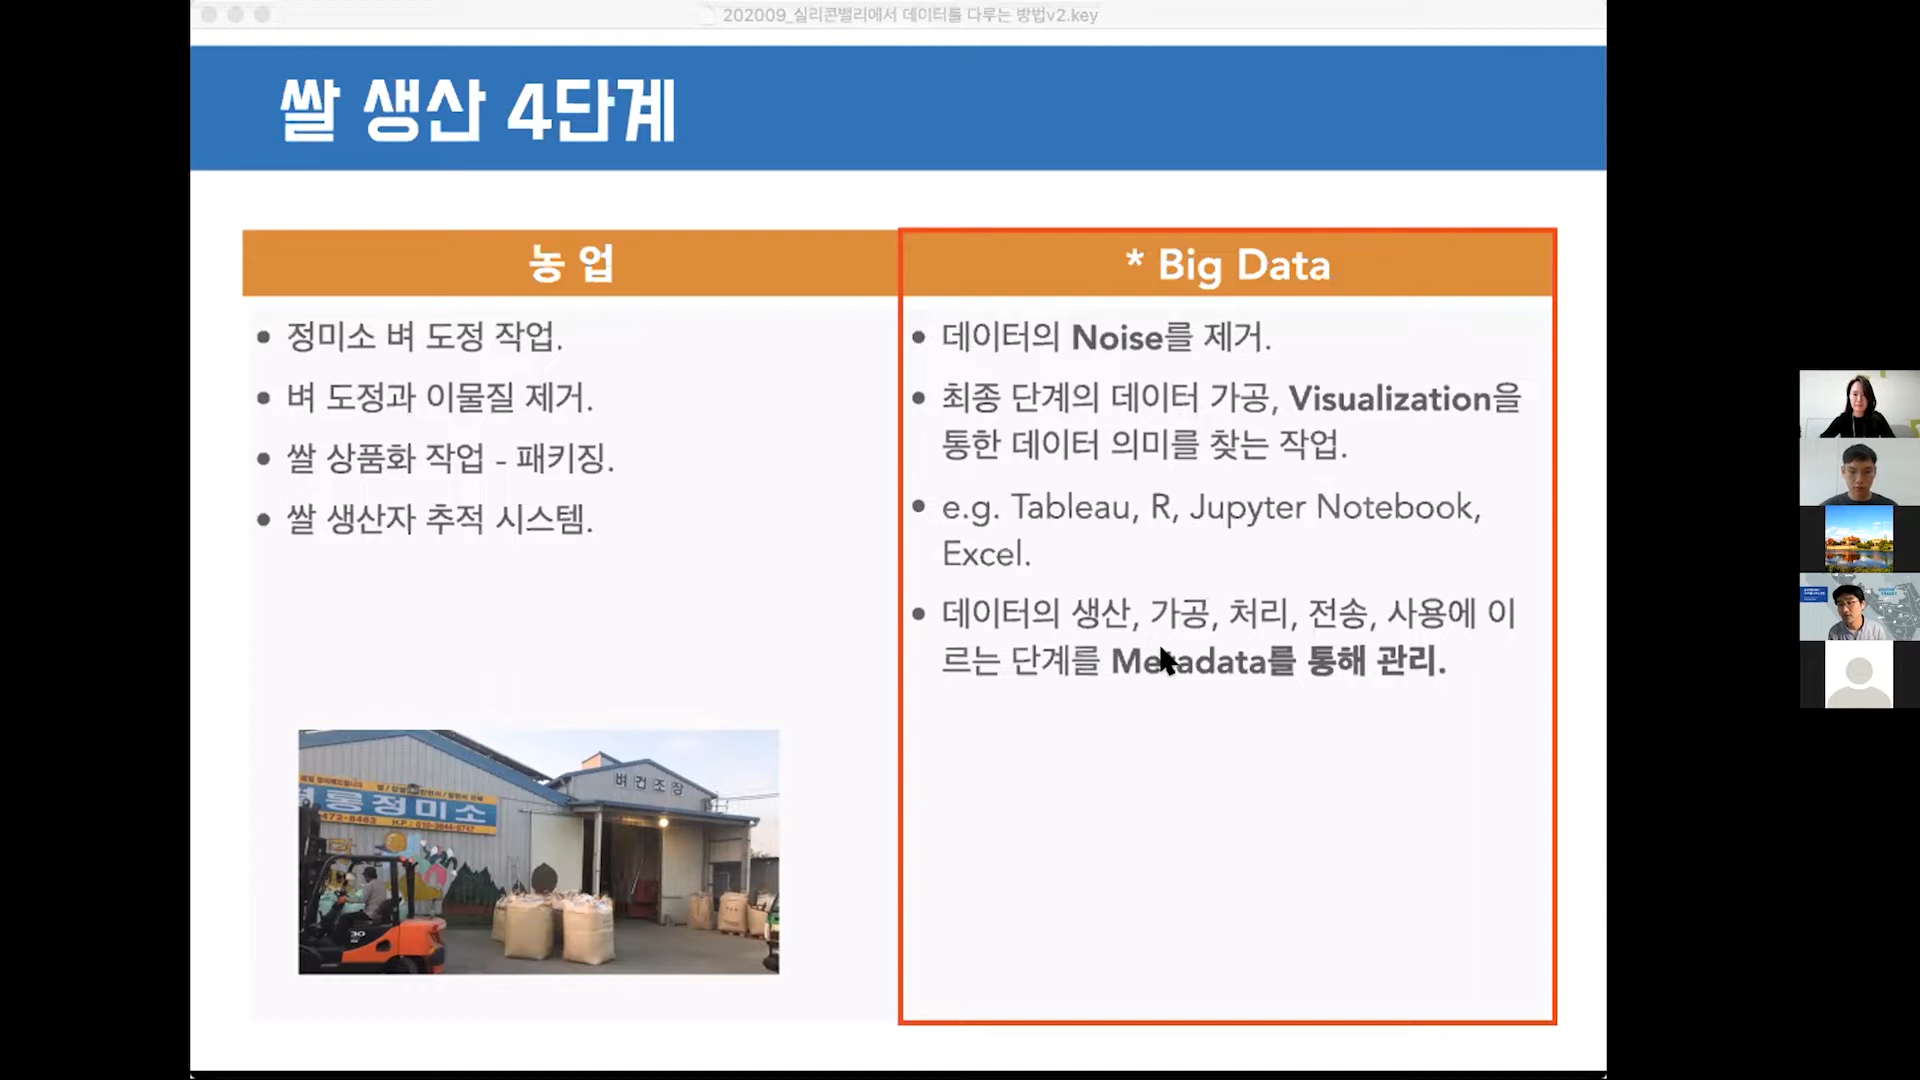 202009_실리콘밸리에서 데이터를 다루는 방법v2.key
쌀 생산 4단계
농 업
* Big Data
• 정미소 벼 도정 작업.
• 벼 도정과 이물질 제거.
• 쌀 상품화 작업 - 패키징.
• 쌀 생산자 추적 시스템.
• 데이터의 Noise를 제거.
• 최종 단계의 데이터 가공, Visualization을
통한 데이터 의미를 찾는 작업.
• e.g. Tableau, R, Jupyter Notebook,
Excel.
• 데이터의 생산, 가공, 처리, 전송, 사용에 이
르는 단계를 Metadata를 통해 관리.
벼 건 조 장
정미소
30